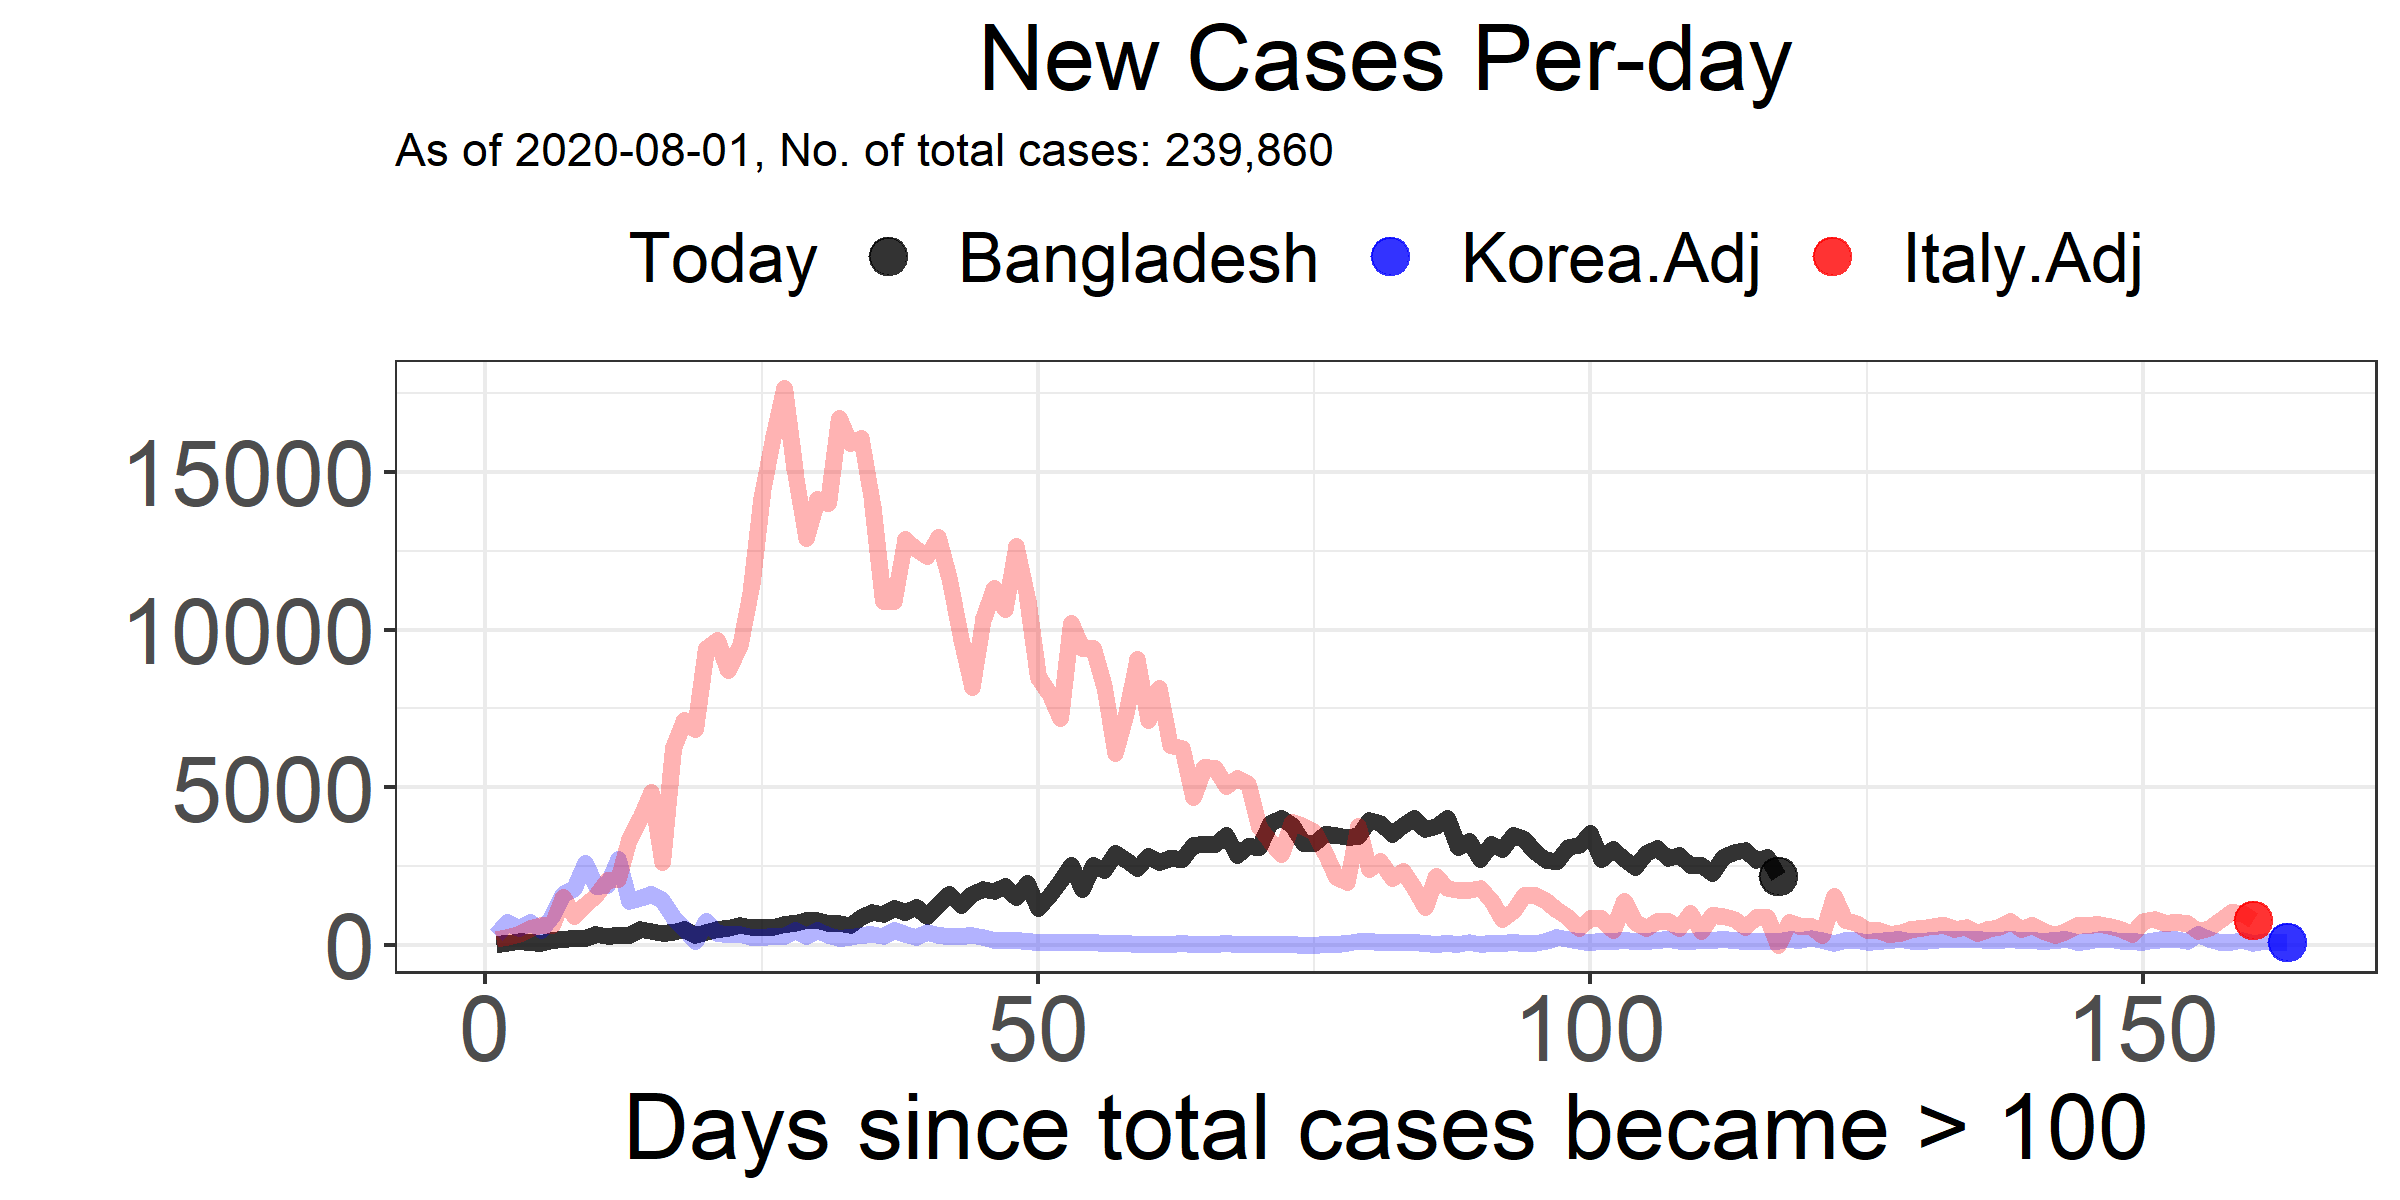 New Cases Per-day
As of 2020-08-01, No. of total cases: 239,860
Today Bangladesh Korea.Adj Italy.Adj
15000
10000
5000
0
0 50 100 150
Days since total cases became > 100